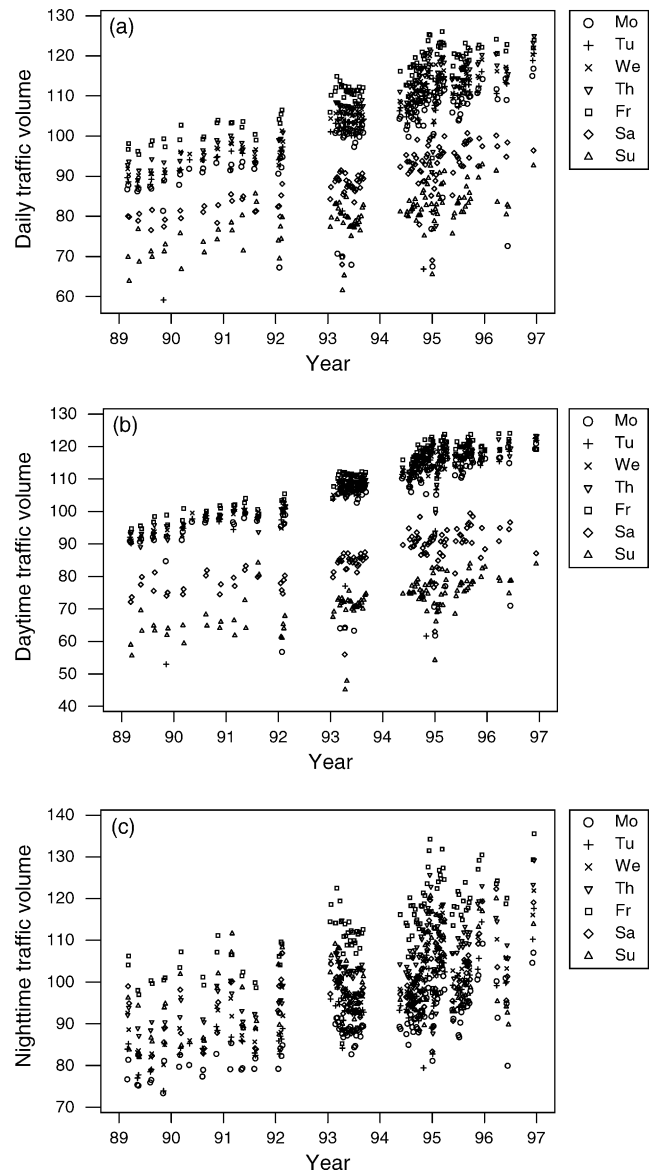 (a)
Daily traffic volume
130
120
110
100
90
80
70
60
89 90 91 92 93 94 95 96 97
Year
Mo
Tu
We
Th
Fr
Sa
Su
(b)
Daytime traffic volume
130
120
110
100
90
80
70
60
50
40
89 90 91 92 93 94 95 96 97
Year
Mo
Tu
We
Th
Fr
Sa
Su
(c)
Nighttime traffic volume
140
130
120
110
100
90
80
70
89 90 91 92 93 94 95 96 97
Year
Mo
Tu
We
Th
Fr
Sa
Su